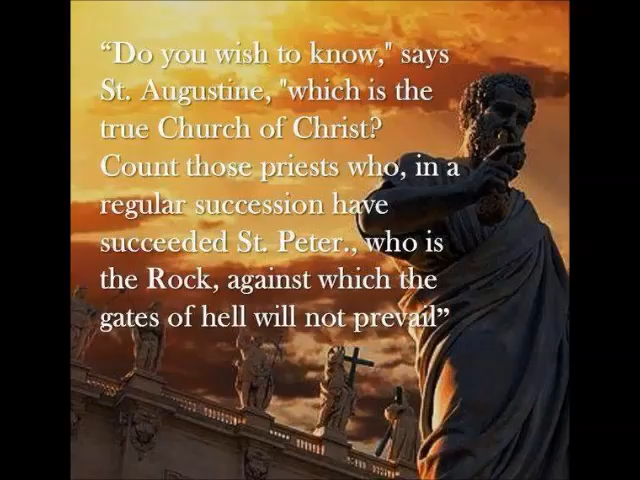 “Do you wish to know," says
St. Augustine, "which is the
true Church of Christ?
Count those priests who, in a
regular succession have
succeeded St. Peter., who is
the Rock, against which the
gates of hell will not prevail”